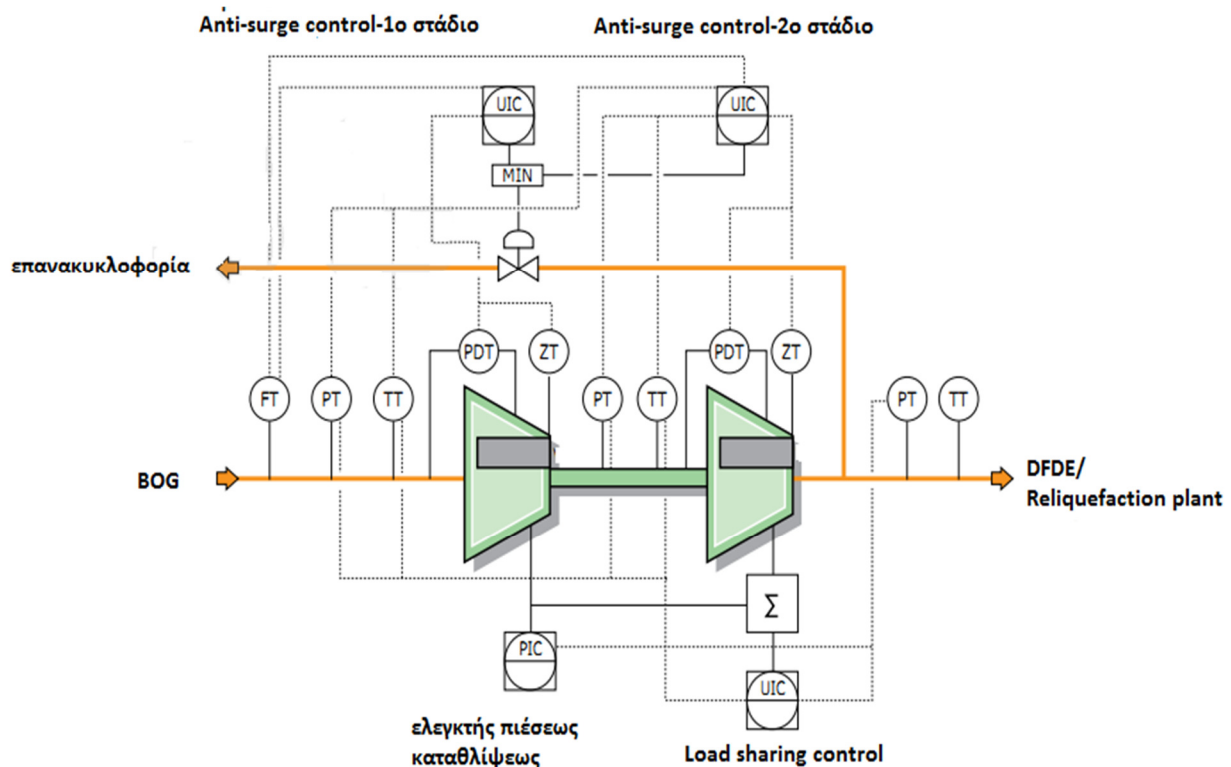 Anti-surge control-1ο στάδιο
Anti-surge control-2ο στάδιο
UIC
UIC
MIN
επανακυκλοφορία
PDT
ZT
PDT
ZT
FT
PT
TT
PT
TT
PT
TT
BOG
DFDE/
Reliquefaction plant
Σ
PIC
UIC
ελεγκτής πιέσεως
καταθλίψεως
Load sharing control